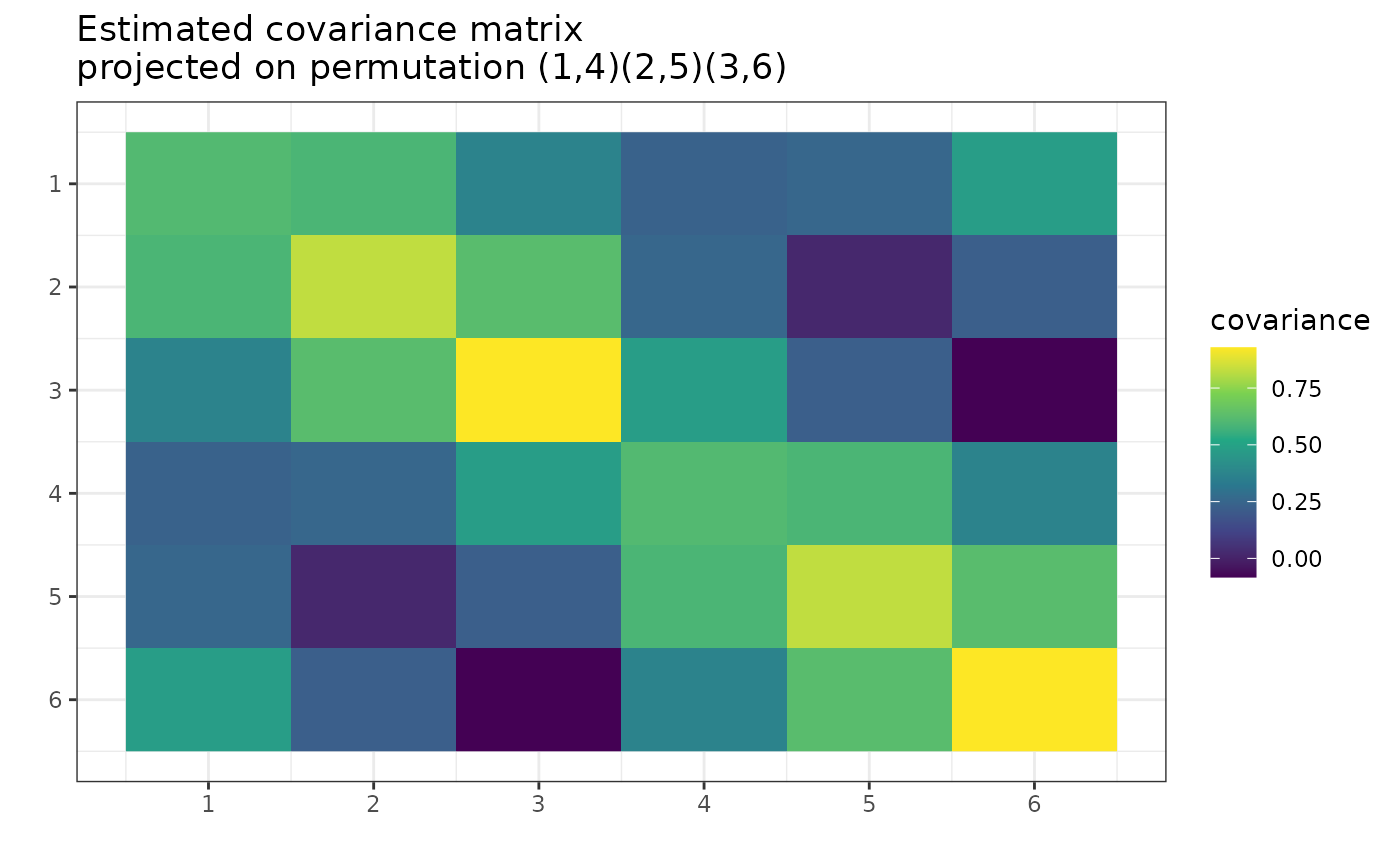 Estimated covariance matrix
projected on permutation (1,4)(2,5)(3,6)
1
2
3
4
5
6
1 2 3 4 5 6
covariance
0.75
0.50
0.25
0.00